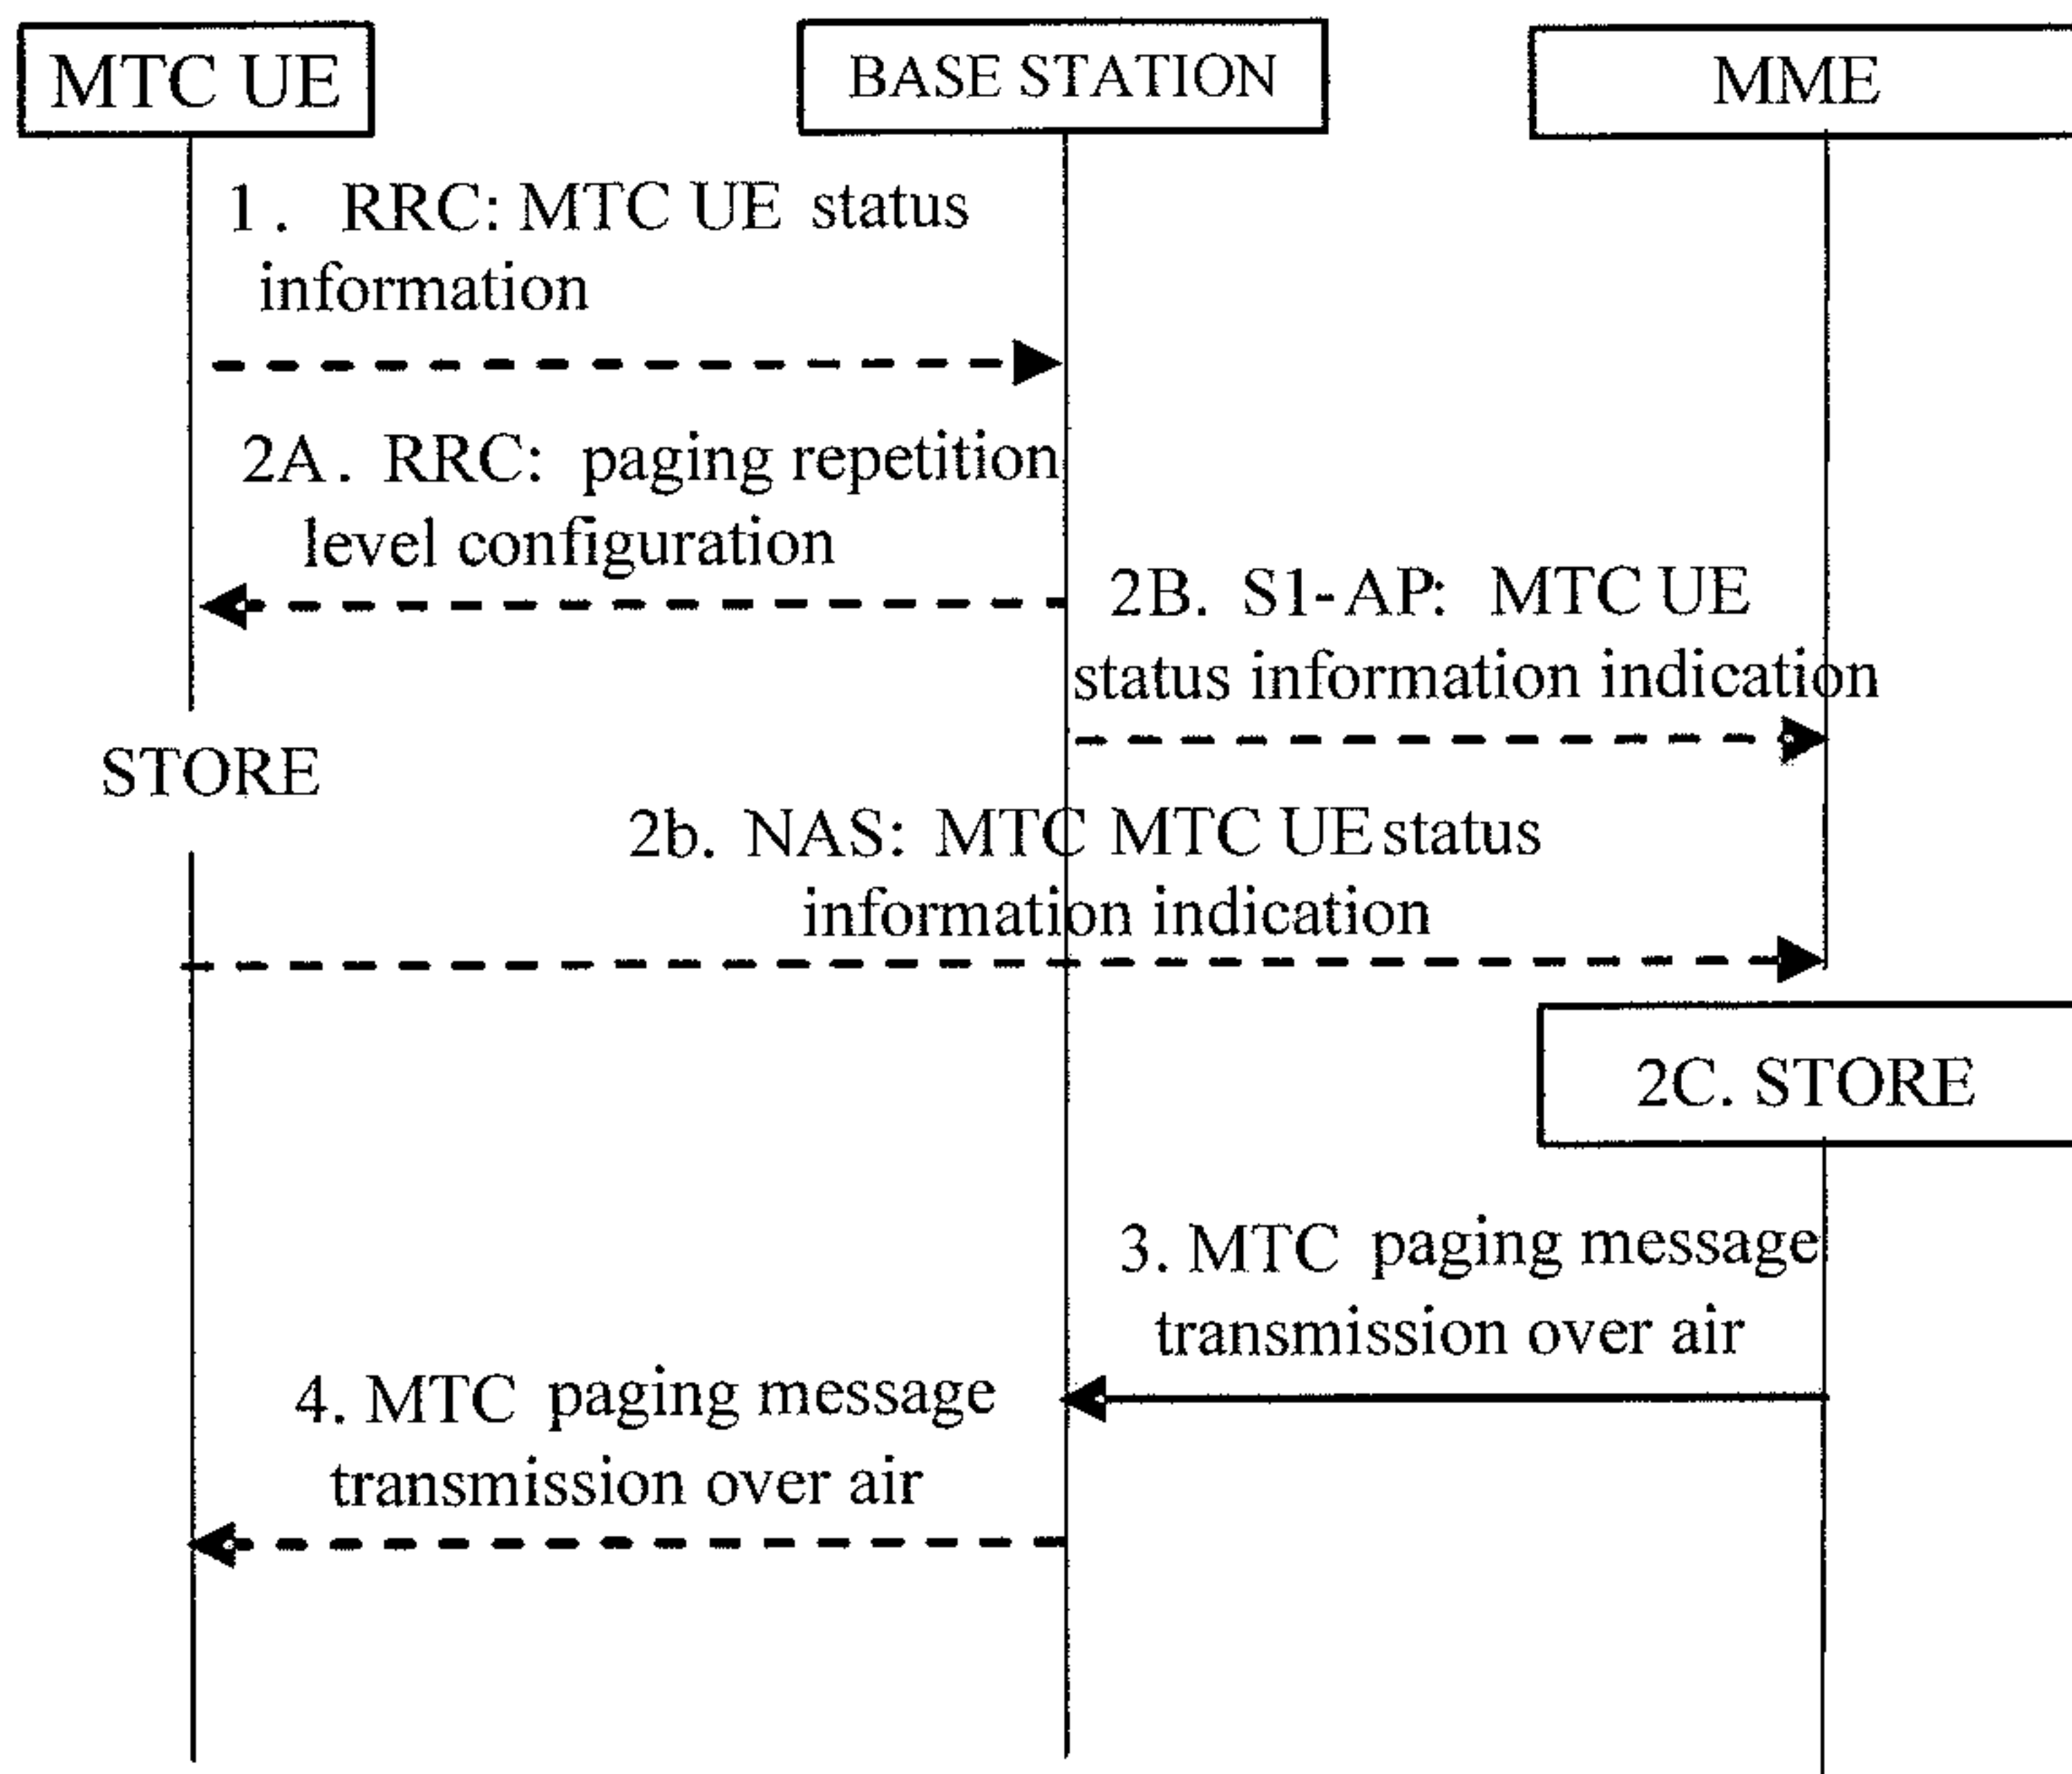 MTC UE
BASE STATION
MME
1. RRC: MTC UE status
information
2A. RRC: paging repetition
level configuration
2B. S1-AP: MTC UE
status information indication
STORE
2b. NAS: MTC MTC UE status
information indication
2C. STORE
3. MTC paging message
transmission over air
4. MTC paging message
transmission over air